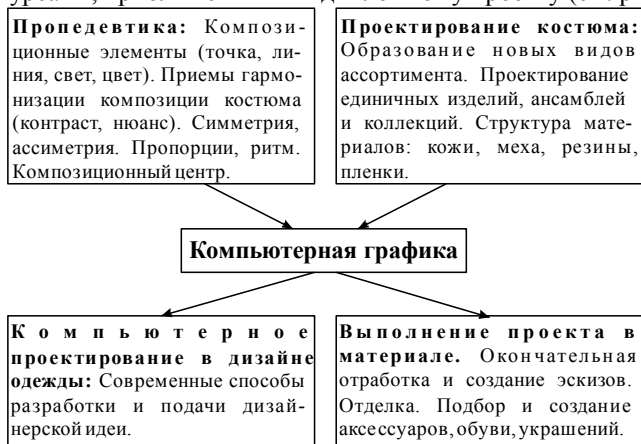 Пропедевтика: Компози-
ционные элементы (точка, ли-
ния, свет, цвет). Приемы гармо-
низации композиции костюма
(контраст, нюанс). Симметрия,
ассиметрия. Пропорции, ритм.
Композиционный центр.
Проектирование костюма:
Образование новых видов
ассортимента. Проектирование
единичных изделий, ансамблей
и коллекций. Структура мате-
риалов: кожи, меха, резины,
пленки.
Компьютерная графика
Компьютерное
проектирование в дизайне
одежды: Современные способы
разработки и подачи дизай-
нерской идеи.
Выполнение проекта в
материале. Окончательная
отработка и создание эскизов.
Отделка. Подбор и создание
аксессуаров, обуви, украшений.